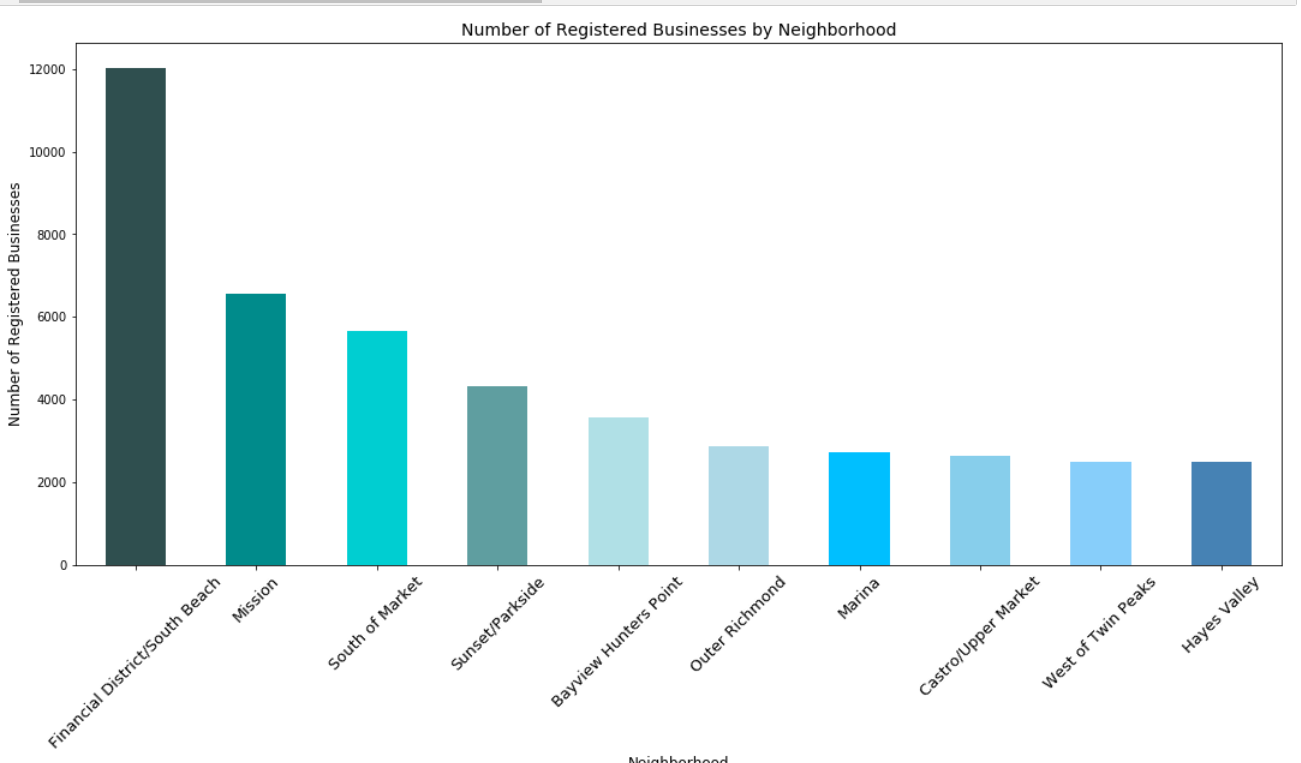 Number of Registered Businesses by Neighborhood
Number of Registered Businesses
12000
10000
8000
6000
4000
2000
0
Financial District/South Beach
Mission
South of Market
Sunset/Parkside
Bayview Hunters Point
Outer Richmond
Marina
Castro/Upper Market
West of Twin Peaks
Hayes Valley
Neighborhood